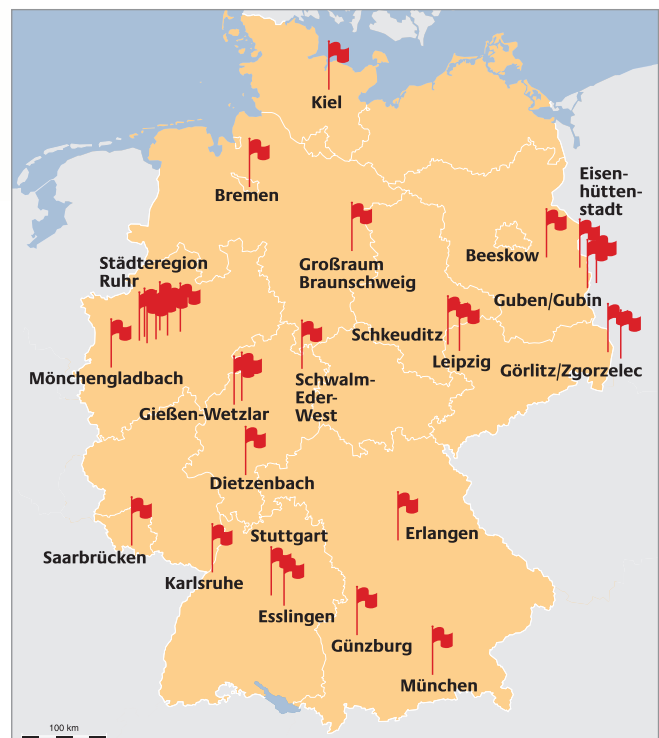 Kiel
Eisen-
hütten-
stadt
Bremen
Beeskow
Städteregion
Ruhr
Großraum
Braunschweig
Guben/Gubin
Schkeuditz
Leipzig
Görlitz/Zgorzelec
Mönchengladbach
Schwalm-
Eder-
West
Gießen-Wetzlar
Dietzenbach
Erlangen
Stuttgart
Saarbrücken
Karlsruhe
Esslingen
Günzburg
München
100 km